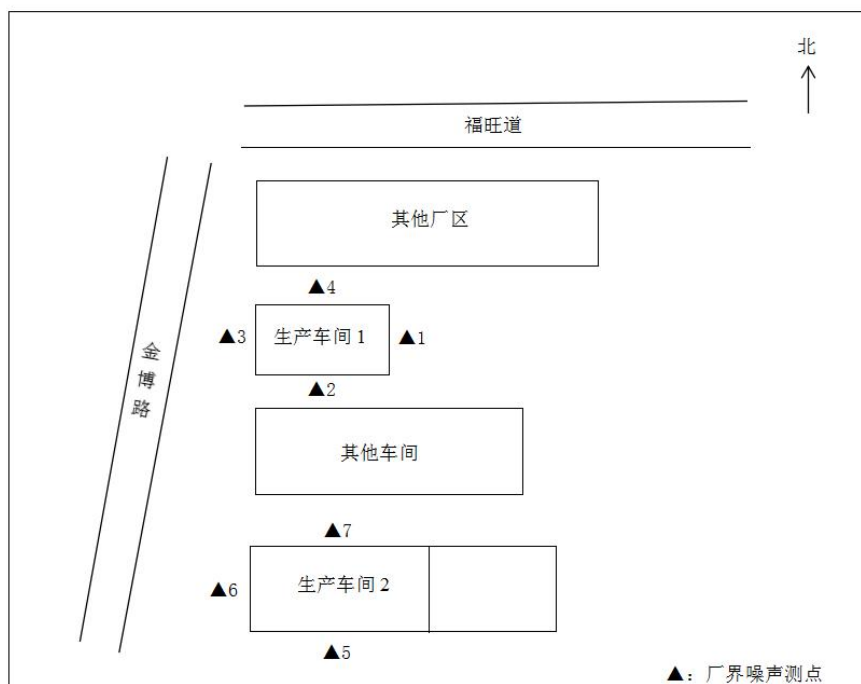 北
福旺道
其他厂区
▲4
▲3
生产车间 1
▲1
▲2
金博路
其他车间
▲7
▲6
生产车间 2
▲5
▲：厂界噪声测点